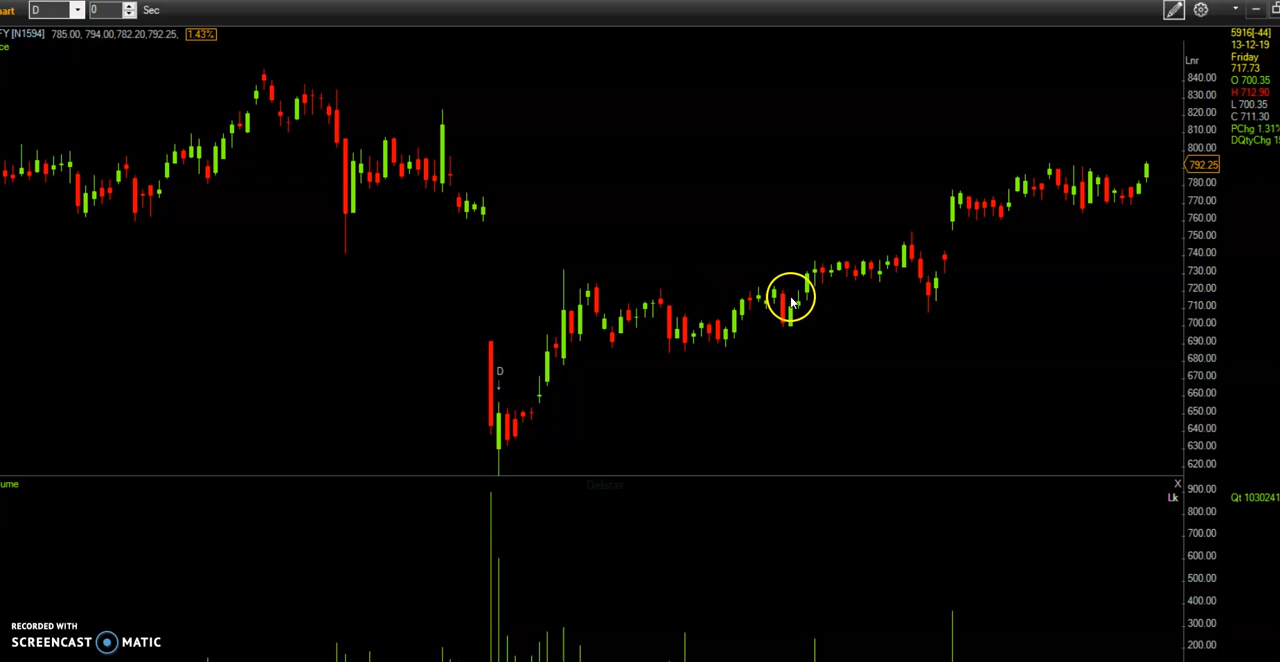 art D 0 Sec
FY [N1594] 785.00, 794.00,782.20,792.25, 1.43%
ce
5916[-44]
13-12-19
Friday
717.73
O 700.35
H 712.90
L 700.35
C 711.30
PChg 1.31%
DQtyChg 1
Lnr
840.00
830.00
820.00
810.00
800.00
792.25
780.00
770.00
760.00
750.00
740.00
730.00
720.00
710.00
700.00
690.00
680.00
670.00
660.00
650.00
640.00
630.00
620.00
D
ume
Delstar
X
Lk
Qt 1030241
900.00
800.00
700.00
600.00
500.00
400.00
300.00
200.00
RECORDED WITH
SCREENCAST MATIC